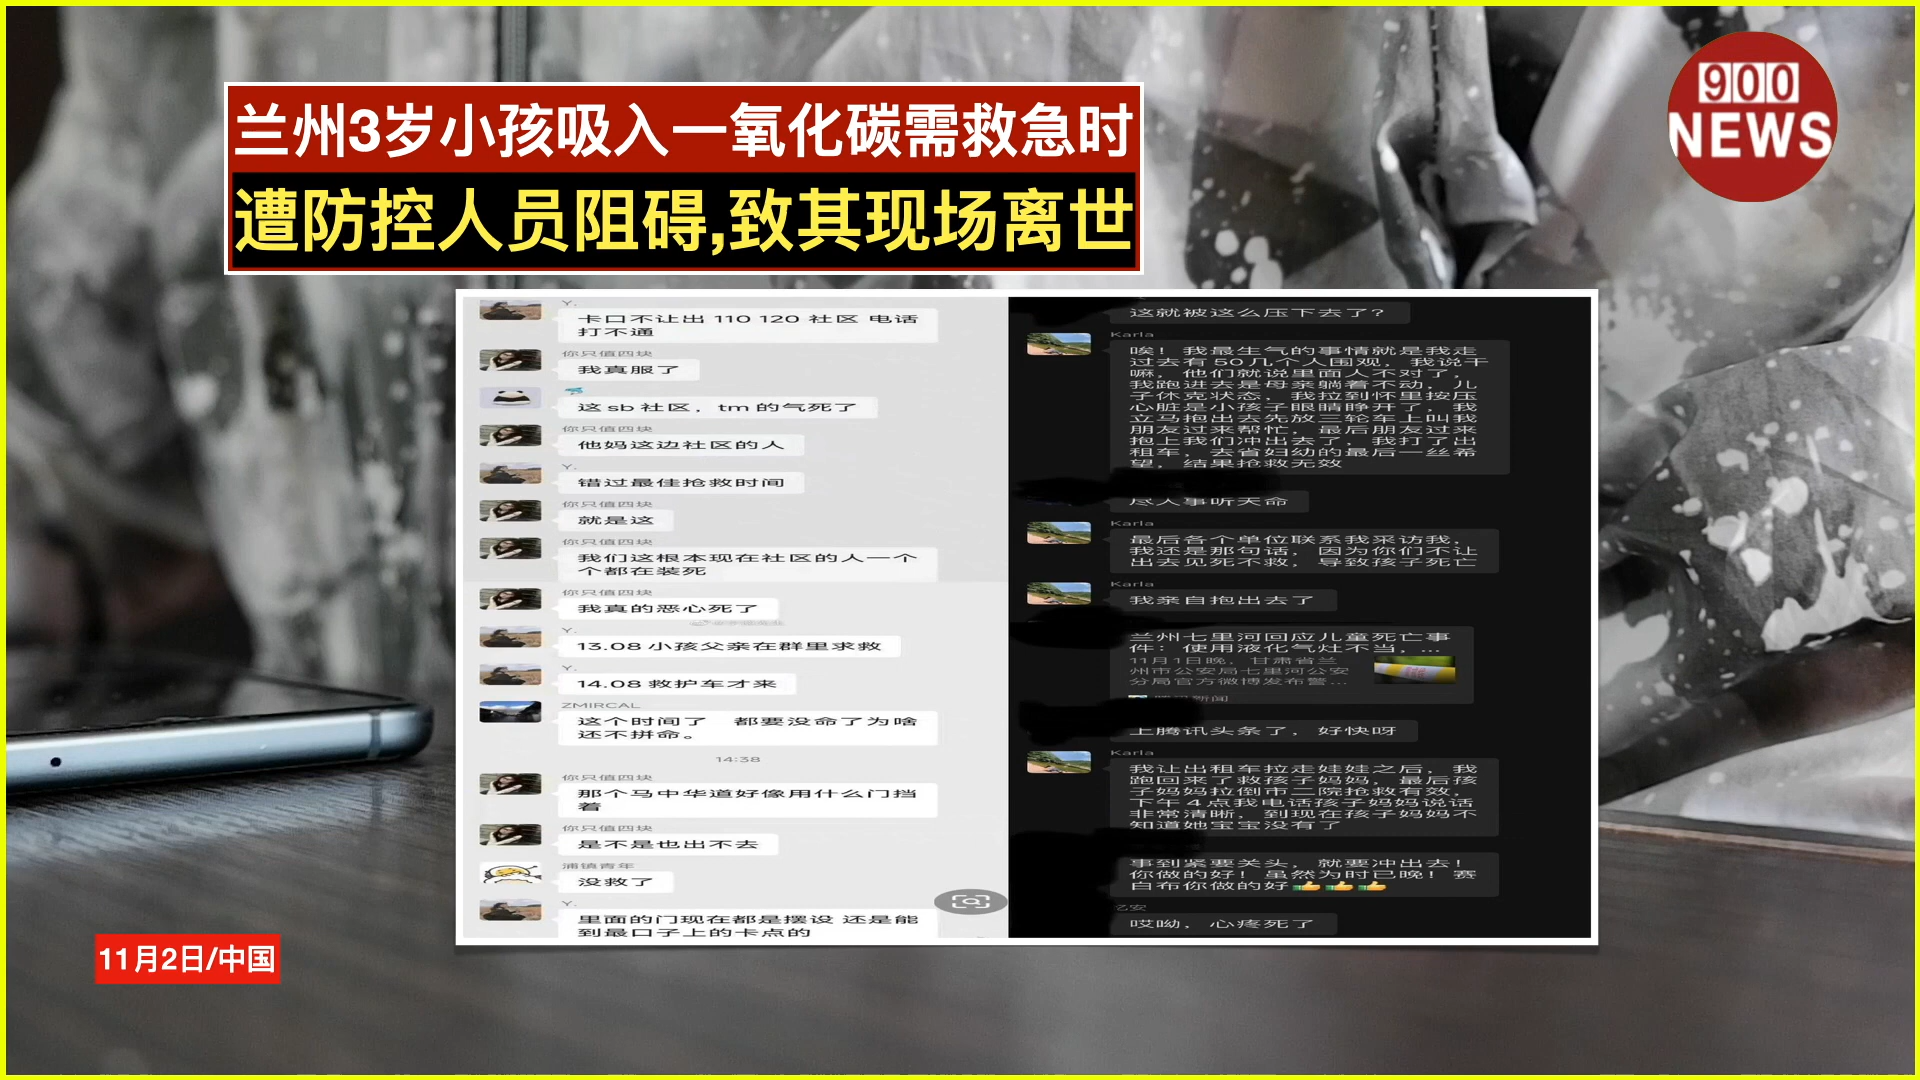 900
NEWS
兰州3岁小孩吸入一氧化碳需救急时
遭防控人员阻碍,致其现场离世
Y.
卡口不让出 110 120 社区 电话
打不通
你只值四块
我真服了
这 sb 社区，tm 的气死了
你只值四块
他妈这边社区的人
Y.
错过最佳抢救时间
你只值四块
就是这
你只值四块
我们这根本现在社区的人一个
个都在装死
你只值四块
我真的恶心死了
Y.
13.08 小孩父亲在群里求救
Y.
14.08 救护车才来
ZMIRCAL
这个时间了 都要没命了为啥
还不拼命。
14:38
你只值四块
那个马中华道好像用什么门挡
着
你只值四块
是不是也出不去
浦镇青年
没救了
Y.
里面的门现在都是摆设 还是能
到最口子上的卡点的
这就被这么压下去了?
Karla
唉！我最生气的事情就是我走
过去有 50 几个人围观，我说干
嘛，他们就说里面人不对了，
我跑进去是母亲躺着不动，儿
子休克状态，我拉到怀里按压
心脏是小孩子眼睛睁开了，我
立马抱出去先放三轮车上叫我
朋友过来帮忙，最后朋友过来
抱上我们冲出去了，我打了出
租车，去省妇幼的最后一丝希
望，结果抢救无效
尽人事听天命
Karla
最后各个单位联系我采访我，
我还是那句话，因为你们不让
出去见死不救，导致孩子死亡
Karla
我亲自抱出去了
兰州七里河回应儿童死亡事
件：使用液化气灶不当，...
11月1日晚，甘肃省兰
州市公安局七里河公安
分局官方微博发布警...
腾讯新闻
上腾讯头条了，好快呀
Karla
我让出租车拉走娃娃之后，我
跑回来了救孩子妈妈，最后孩
子妈妈拉倒市二院抢救有效，
下午 4 点我电话孩子妈妈说话
非常清晰，到现在孩子妈妈不
知道她宝宝没有了
事到紧要关头，就要冲出去！
你做的好！虽然为时已晚！赛
白布你做的好👍👍👍
乙安
哎呦，心疼死了
11月2日/中国